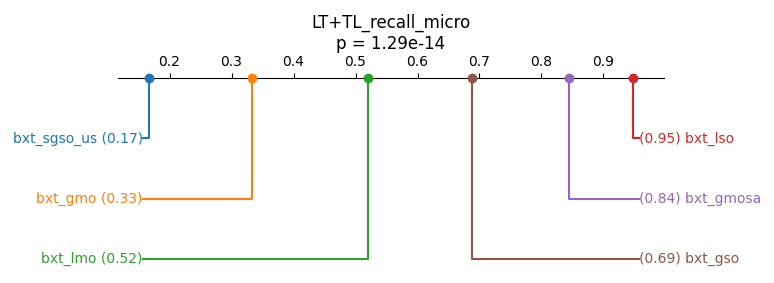 LT+TL_recall_micro
p = 1.29e-14
0.2 0.3 0.4 0.5 0.6 0.7 0.8 0.9
bxt_sgso_us (0.17) (0.95) bxt_lso
bxt_gmo (0.33) (0.84) bxt_gmosa
bxt_lmo (0.52) (0.69) bxt_gso